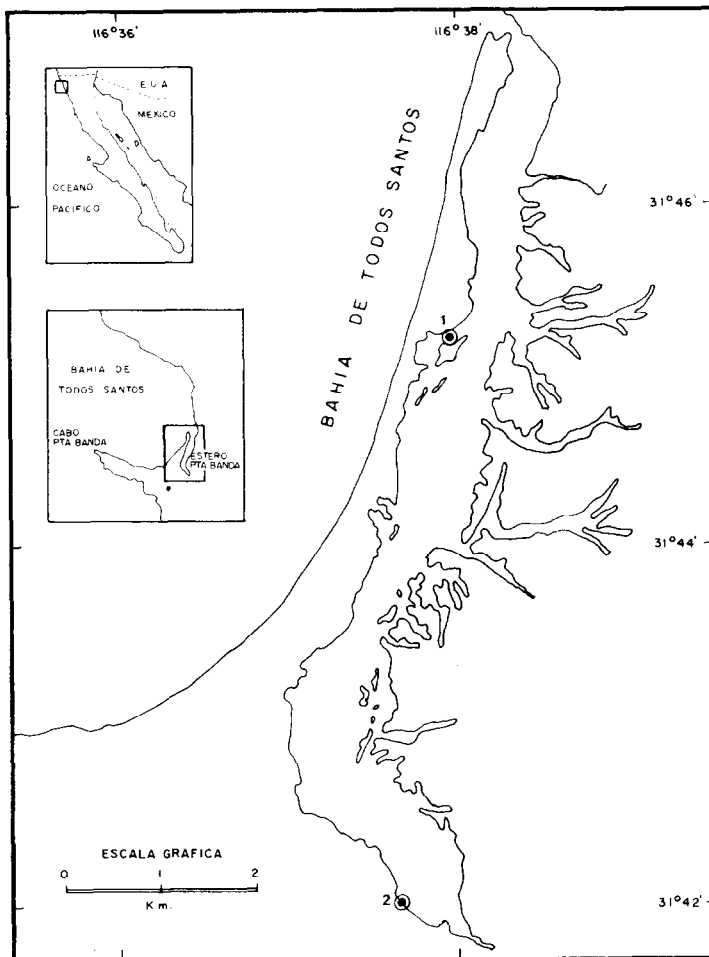 116°36'
116°38'
E U A
MEXICO
OCEANO
PACIFICO
BAHIA DE TODOS SANTOS
31°46'
1
BAHIA DE
TODOS SANTOS
CABO
PTA BANDA
ESTERO
PTA BANDA
31°44'
ESCALA GRAFICA
0 1 2
Km.
2
31°42'